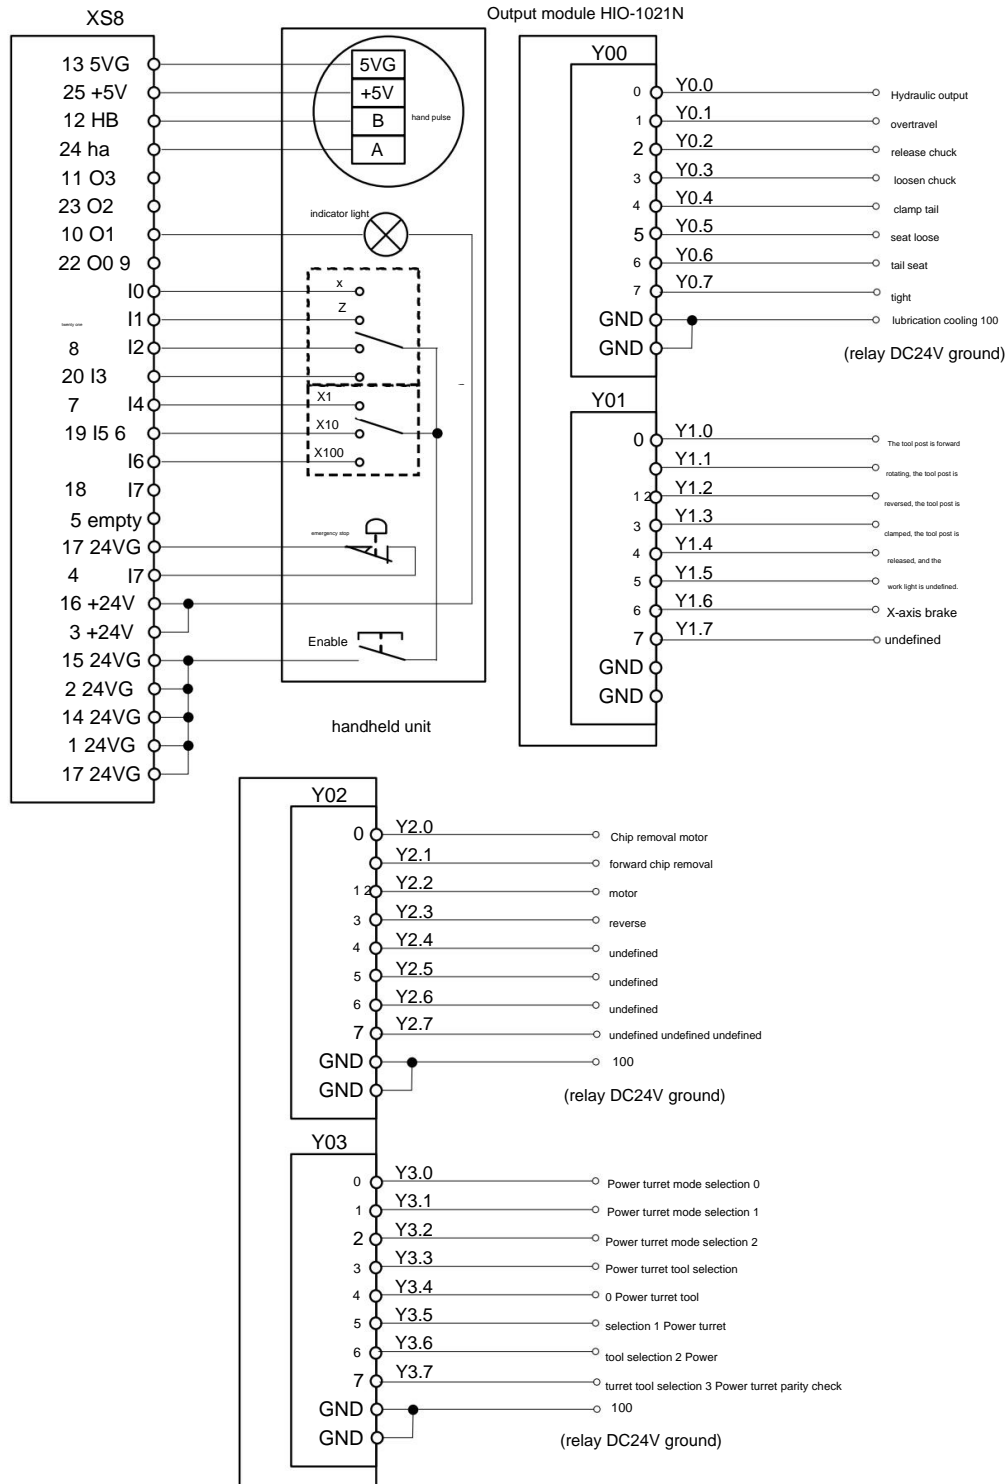 XS8
13 5VG
25 +5V
12 HB
24 ha
11 O3
23 O2
10 O1
22 O0 9
I0
twenty one
I1
8 I2
20 I3
7 I4
19 I5 6
I6
18 I7
5 empty
17 24VG
4 I7
16 +24V
3 +24V
15 24VG
2 24VG
14 24VG
1 24VG
17 24VG
5VG
+5V
B
A
hand pulse
indicator light
x
Z
X1
X10
X100
emergency stop
Enable
handheld unit
Output module HIO-1021N
Y00
0 Y0.0 Hydraulic output
1 Y0.1 overtravel
2 Y0.2 release chuck
3 Y0.3 loosen chuck
4 Y0.4 clamp tail
5 Y0.5 seat loose
6 Y0.6 tail seat
7 Y0.7 tight
GND lubrication cooling 100
GND
(relay DC24V ground)
Y01
0 Y1.0 The tool post is forward
Y1.1 rotating, the tool post is
1 2 Y1.2 reversed, the tool post is
3 Y1.3 clamped, the tool post is
4 Y1.4 released, and the
5 Y1.5 work light is undefined.
6 Y1.6 X-axis brake
7 Y1.7 undefined
GND
GND
Y02
0 Y2.0 Chip removal motor
Y2.1 forward chip removal
1 2 Y2.2 motor
3 Y2.3 reverse
4 Y2.4 undefined
5 Y2.5 undefined
6 Y2.6 undefined
7 Y2.7 undefined undefined undefined
GND 100
GND
(relay DC24V ground)
Y03
0 Y3.0 Power turret mode selection 0
1 Y3.1 Power turret mode selection 1
2 Y3.2 Power turret mode selection 2
3 Y3.3 Power turret tool selection
4 Y3.4 0 Power turret tool
5 Y3.5 selection 1 Power turret
6 Y3.6 tool selection 2 Power
7 Y3.7 turret tool selection 3 Power turret parity check
GND 100
GND
(relay DC24V ground)